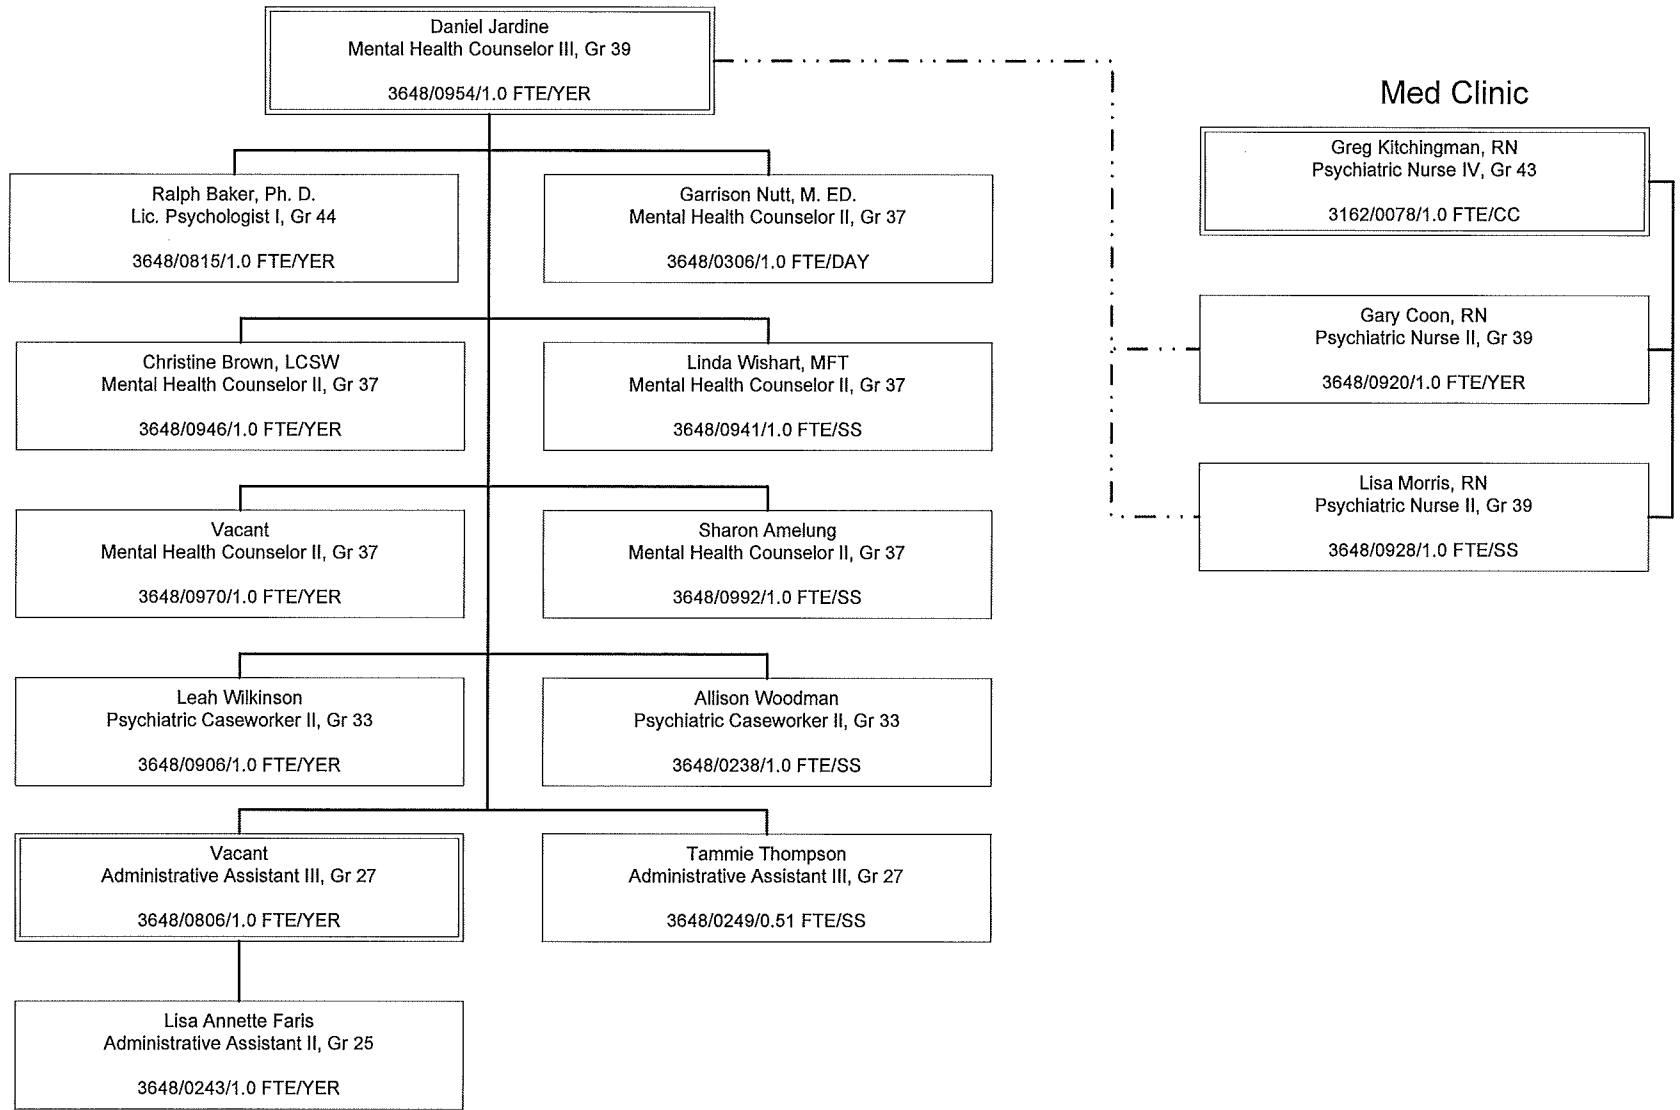 Daniel Jardine
Mental Health Counselor III, Gr 39
3648/0954/1.0 FTE/YER
Ralph Baker, Ph. D.
Lic. Psychologist I, Gr 44
3648/0815/1.0 FTE/YER
Garrison Nutt, M. ED.
Mental Health Counselor II, Gr 37
3648/0306/1.0 FTE/DAY
Christine Brown, LCSW
Mental Health Counselor II, Gr 37
3648/0946/1.0 FTE/YER
Linda Wishart, MFT
Mental Health Counselor II, Gr 37
3648/0941/1.0 FTE/SS
Vacant
Mental Health Counselor II, Gr 37
3648/0970/1.0 FTE/YER
Sharon Amelung
Mental Health Counselor II, Gr 37
3648/0992/1.0 FTE/SS
Leah Wilkinson
Psychiatric Caseworker II, Gr 33
3648/0906/1.0 FTE/YER
Allison Woodman
Psychiatric Caseworker II, Gr 33
3648/0238/1.0 FTE/SS
Vacant
Administrative Assistant III, Gr 27
3648/0806/1.0 FTE/YER
Tammie Thompson
Administrative Assistant III, Gr 27
3648/0249/0.51 FTE/SS
Lisa Annette Faris
Administrative Assistant II, Gr 25
3648/0243/1.0 FTE/YER
Med Clinic
Greg Kitchingman, RN
Psychiatric Nurse IV, Gr 43
3162/0078/1.0 FTE/CC
Gary Coon, RN
Psychiatric Nurse II, Gr 39
3648/0920/1.0 FTE/YER
Lisa Morris, RN
Psychiatric Nurse II, Gr 39
3648/0928/1.0 FTE/SS